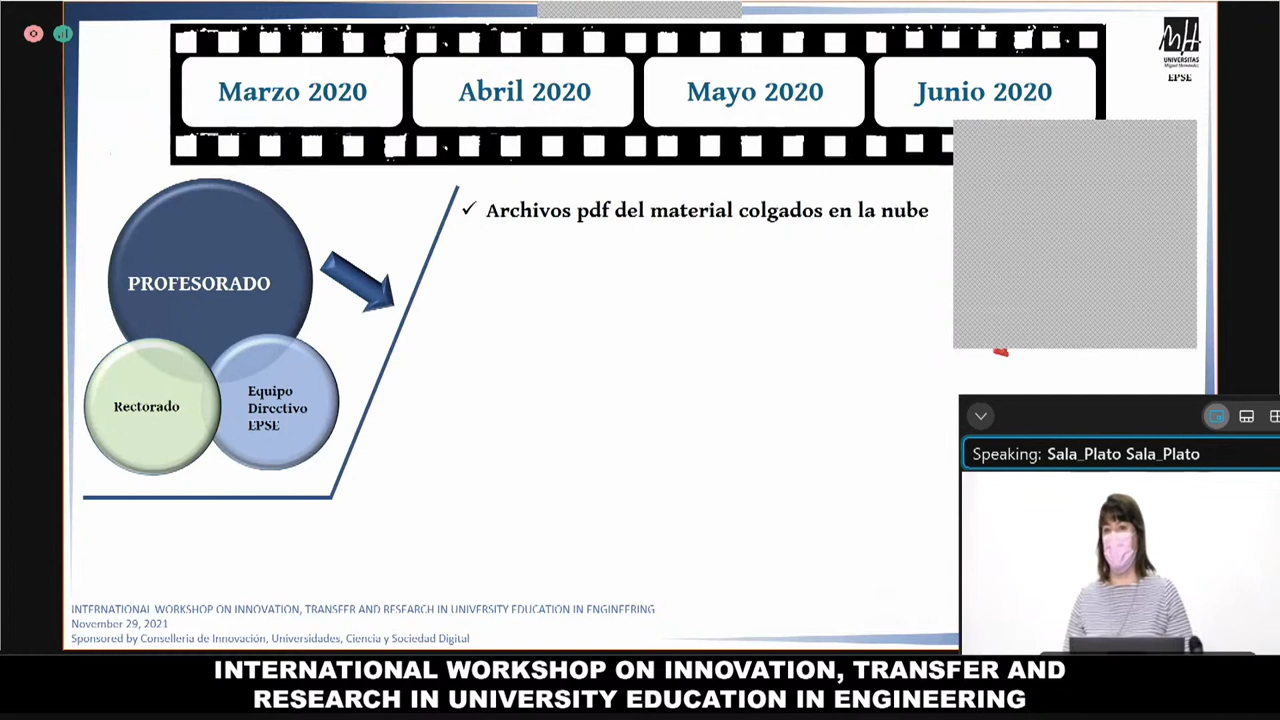 Marzo 2020
Abril 2020
Mayo 2020
Junio 2020
UNIVERSITAS
Miguel Hernández
EPSE
✓ Archivos pdf del material colgados en la nube
PROFESORADO
Rectorado
Equipo
Directivo
EPSE
Speaking: Sala_Plato Sala_Plato
INTERNATIONAL WORKSHOP ON INNOVATION, TRANSFER AND RESEARCH IN UNIVERSITY EDUCATION IN ENGINEERING
November 29, 2021
Sponsored by Conselleria de Innovación, Universidades, Ciencia y Sociedad Digital
INTERNATIONAL WORKSHOP ON INNOVATION, TRANSFER AND
RESEARCH IN UNIVERSITY EDUCATION IN ENGINEERING